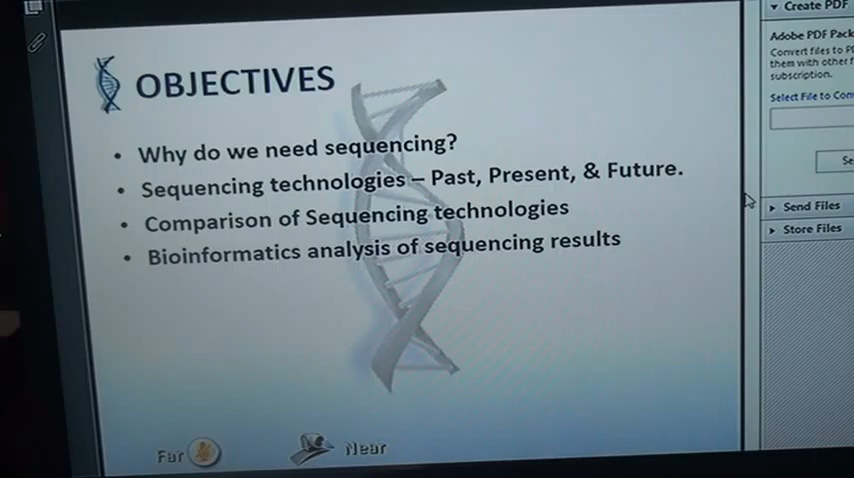 Create PDF
Adobe PDF Pack
Convert files to
them with other
subscription.
Select File to
OBJECTIVES
• Why do we need sequencing?
• Sequencing technologies – Past, Present, & Future.
• Comparison of Sequencing technologies
• Bioinformatics analysis of sequencing results
Send Files
Store Files
Far
Near